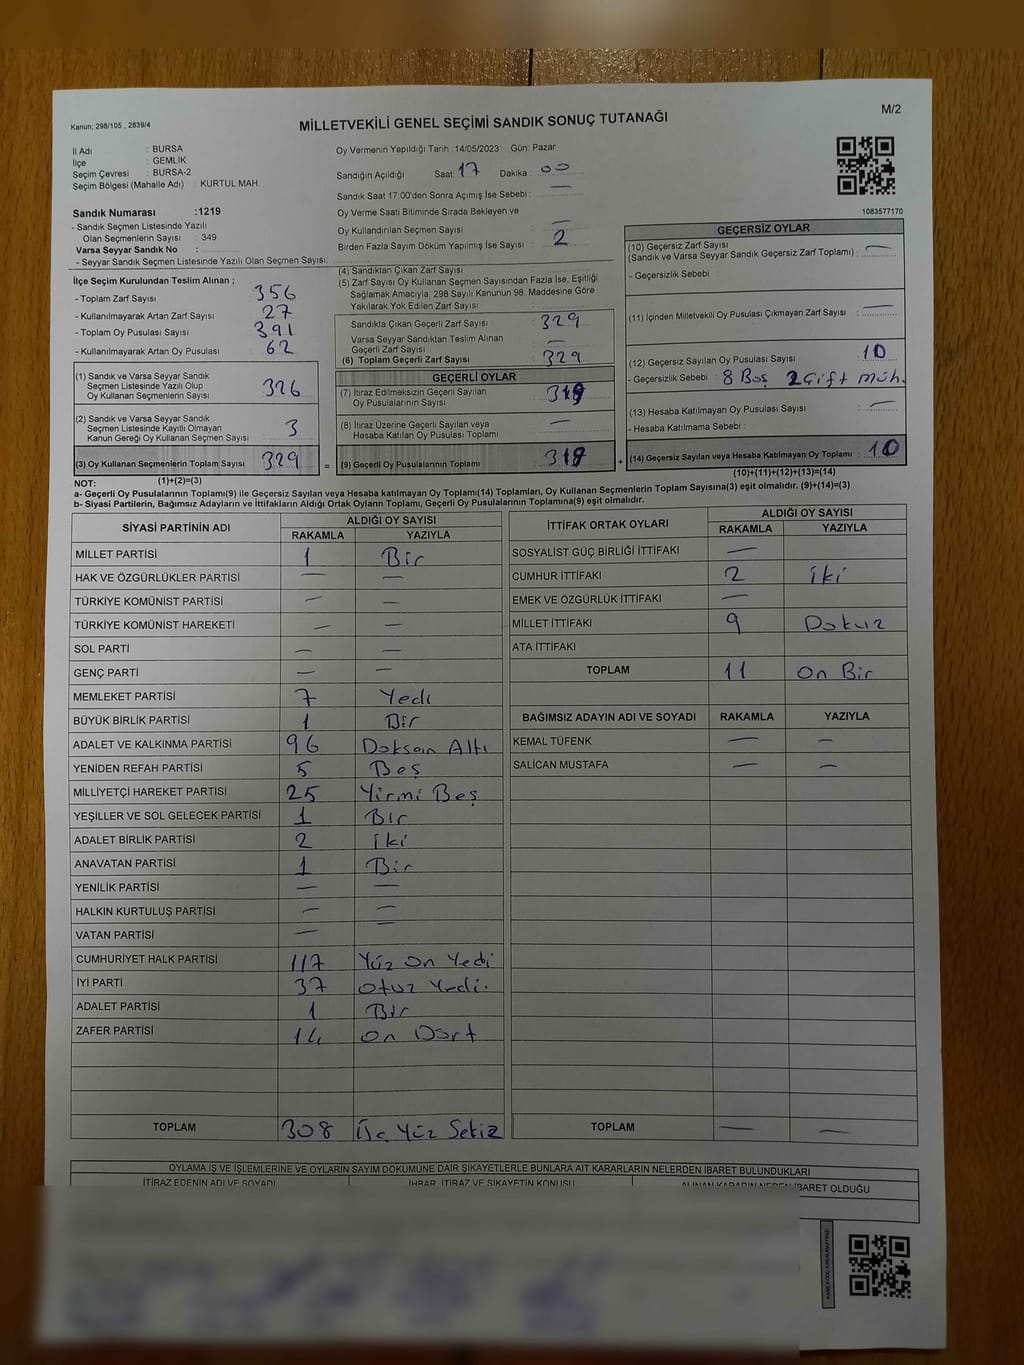 M/2
Kanun: 298/105 , 2839/4
MİLLETVEKİLİ GENEL SEÇİMİ SANDIK SONUÇ TUTANAĞI
İl Adı : BURSA
İlçe : GEMLİK
Seçim Çevresi : BURSA-2
Seçim Bölgesi (Mahalle Adı) : KURTUL MAH
Oy Vermenin Yapıldığı Tarih :14/05/2023 Gün: Pazar
Sandığın Açıldığı Saat: 17 Dakika : 00
Sandık Saat 17:00'den Sonra Açımış İse Sebebi : —
Oy Verme Saati Bitiminde Sırada Bekleyen ve
Oy Kullandırılan Seçmen Sayısı : —
Birden Fazla Sayım Döküm Yapılmış İse Sayısı : 2
1083577170
Sandık Numarası :1219
- Sandık Seçmen Listesinde Yazılı
Olan Seçmenlerin Sayısı : 349
Varsa Seyyar Sandık No :
- Seyyar Sandık Seçmen Listesinde Yazılı Olan Seçmen Sayısı:
İlçe Seçim Kurulundan Teslim Alınan ;
- Toplam Zarf Sayısı 356
- Kullanılmayarak Artan Zarf Sayısı 27
- Toplam Oy Pusulası Sayısı 391
- Kullanılmayarak Artan Oy Pusulası 62
(1) Sandık ve Varsa Seyyar Sandık
Seçmen Listesinde Yazılı Olup
Oy Kullanan Seçmenlerin Sayısı 326
(2) Sandık ve Varsa Seyyar Sandık
Seçmen Listesinde Kayıtlı Olmayan
Kanun Gereği Oy Kullanan Seçmen Sayısı 3
(3) Oy Kullanan Seçmenlerin Toplam Sayısı 329
(1)+(2)=(3)
(4) Sandıktan Çıkan Zarf Sayısı
(5) Zarf Sayısı Oy Kullanan Seçmen Sayısından Fazla İse, Eşitliği
Sağlamak Amacıyla; 298 Sayılı Kanunun 98. Maddesine Göre
Yakılarak Yok Edilen Zarf Sayısı :
Sandıkta Çıkan Geçerli Zarf Sayısı : 329
Varsa Seyyar Sandıktan Teslim Alınan
Geçerli Zarf Sayısı : —
(6) Toplam Geçerli Zarf Sayısı : 329
GEÇERLİ OYLAR
(7) İtiraz Edilmeksizin Geçerli Sayılan
Oy Pusulalarının Sayısı : 319
(8) İtiraz Üzerine Geçerli Sayılan veya
Hesaba Katılan Oy Pusulası Toplamı : —
= (9) Geçerli Oy Pusulalarının Toplamı : 319
GEÇERSİZ OYLAR
(10) Geçersiz Zarf Sayısı
(Sandık ve Varsa Seyyar Sandık Geçersiz Zarf Toplamı) : —
- Geçersizlik Sebebi :
(11) İçinden Milletvekili Oy Pusulası Çıkmayan Zarf Sayısı : —
(12) Geçersiz Sayılan Oy Pusulası Sayısı : 10
- Geçersizlik Sebebi : 8 Boş 2 Çift müh.
(13) Hesaba Katılmayan Oy Pusulası Sayısı : —
- Hesaba Katılmama Sebebi :
+ (14) Geçersiz Sayılan veya Hesaba Katılmayan Oy Toplamı : 10
(10)+(11)+(12)+(13)=(14)
NOT:
a- Geçerli Oy Pusulalarının Toplamı(9) ile Geçersiz Sayılan veya Hesaba katılmayan Oy Toplamı(14) Toplamları, Oy Kullanan Seçmenlerin Toplam Sayısına(3) eşit olmalıdır. (9)+(14)=(3)
b- Siyasi Partilerin, Bağımsız Adayların ve İttifakların Aldığı Ortak Oyların Toplamı, Geçerli Oy Pusulalarının Toplamına(9) eşit olmalıdır.
SİYASİ PARTİNİN ADI ALDIĞI OY SAYISI
RAKAMLA YAZIYLA
MİLLET PARTİSİ 1 Bir
HAK VE ÖZGÜRLÜKLER PARTİSİ — —
TÜRKİYE KOMÜNİST PARTİSİ — —
TÜRKİYE KOMÜNİST HAREKETİ — —
SOL PARTİ — —
GENÇ PARTİ — —
MEMLEKET PARTİSİ 7 Yedi
BÜYÜK BİRLİK PARTİSİ 1 Bir
ADALET VE KALKINMA PARTİSİ 96 Doksan Altı
YENİDEN REFAH PARTİSİ 5 Beş
MİLLİYETÇİ HAREKET PARTİSİ 25 Yirmi Beş
YEŞİLLER VE SOL GELECEK PARTİSİ 1 Bir
ADALET BİRLİK PARTİSİ 2 iki
ANAVATAN PARTİSİ 1 Bir
YENİLİK PARTİSİ — —
HALKIN KURTULUŞ PARTİSİ — —
VATAN PARTİSİ — —
CUMHURİYET HALK PARTİSİ 117 Yüz On Yedi
İYİ PARTİ 37 otuz Yedi.
ADALET PARTİSİ 1 Bir
ZAFER PARTİSİ 14 on Dört
TOPLAM 308 Üç Yüz Sekiz
İTTİFAK ORTAK OYLARI ALDIĞI OY SAYISI
RAKAMLA YAZIYLA
SOSYALİST GÜÇ BİRLİĞİ İTTİFAKI —
CUMHUR İTTİFAKI 2 iki
EMEK VE ÖZGÜRLÜK İTTİFAKI —
MİLLET İTTİFAKI 9 Dokuz
ATA İTTİFAKI
TOPLAM 11 On Bir
BAĞIMSIZ ADAYIN ADI VE SOYADI RAKAMLA YAZIYLA
KEMAL TÜFENK — —
SALİCAN MUSTAFA — —
TOPLAM — —
OYLAMA İŞ VE İŞLEMLERİNE VE OYLARIN SAYIM DÖKÜMÜNE DAİR ŞİKAYETLERLE BUNLARA AİT KARARLARIN NELERDEN İBARET BULUNDUKLARI
İTİRAZ EDENİN ADI VE SOYADI İHBAR, İTİRAZ VE ŞİKAYETİN KONUSU ALINAN KARARIN NEDEN İBARET OLDUĞU